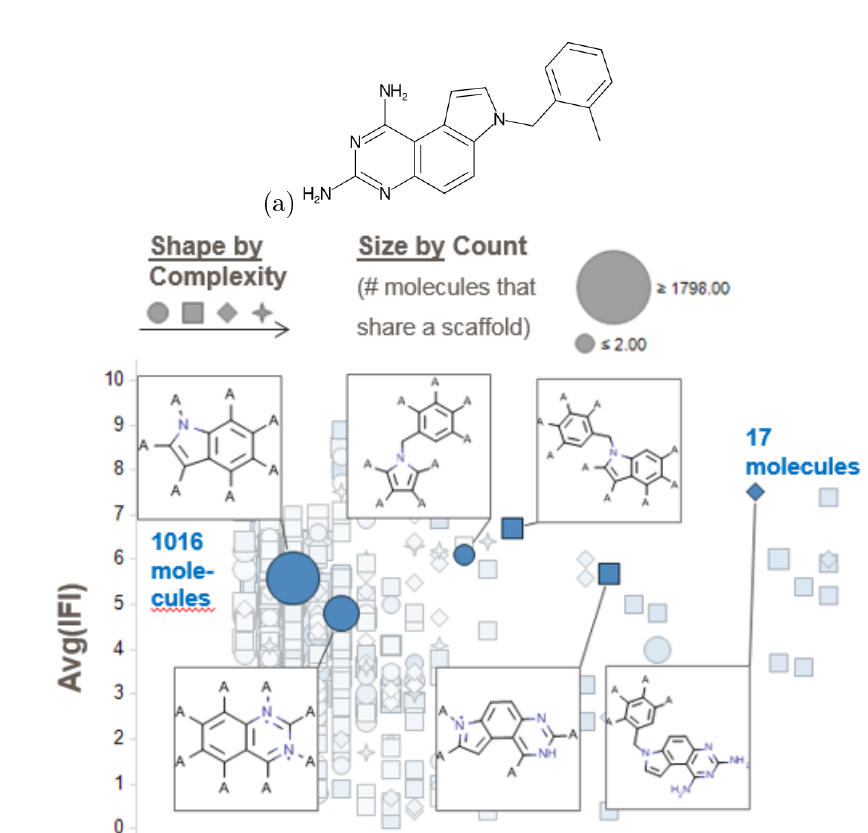 NH₂
N
N
H₂N
N
(a)
Shape by
Complexity
Size by Count
(# molecules that
share a scaffold)
≥ 1798.00
≤ 2.00
Avg(IFI)
10
9
8
7
6
5
4
3
2
1
0
1016
mole-
cules
17
molecules
A
A
N
A
A
A
A
A
A
A
A
A
A
N
A
A
A
A
A
A
A
A
N
A
A
A
A
A
A
A
A
A
N
A
A
A
N
A
A
A
A
N
N
A
A
NH
A
A
A
A
A
N
N
N
NH₂
H₂N